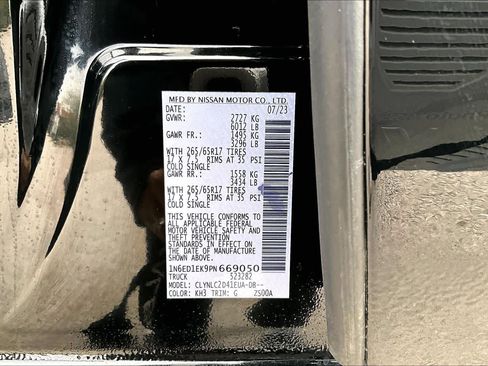 MFD BY NISSAN MOTOR CO., LTD.
DATE: 07/23
GVWR: 2727 KG
6012 LB
GAWR FR: 1495 KG
3296 LB
WITH 265/65R17 TIRES
17 X 7.5 RIMS AT 35 PSI
COLD SINGLE
GAWR RR: 1558 KG
3434 LB
WITH 265/65R17 TIRES
17 X 7.5 RIMS AT 35 PSI
COLD SINGLE
THIS VEHICLE CONFORMS TO
ALL APPLICABLE FEDERAL
MOTOR VEHICLE SAFETY AND
THEFT PREVENTION
STANDARDS IN EFFECT ON
THE DATE OF MANUFACTURE
SHOWN ABOVE.
1N6ED1EK9PN669050
TRUCK 523282
MODEL: CLYNLC2D41EUA-DB--
COLOR: KH3 TRIM: G 2S00A